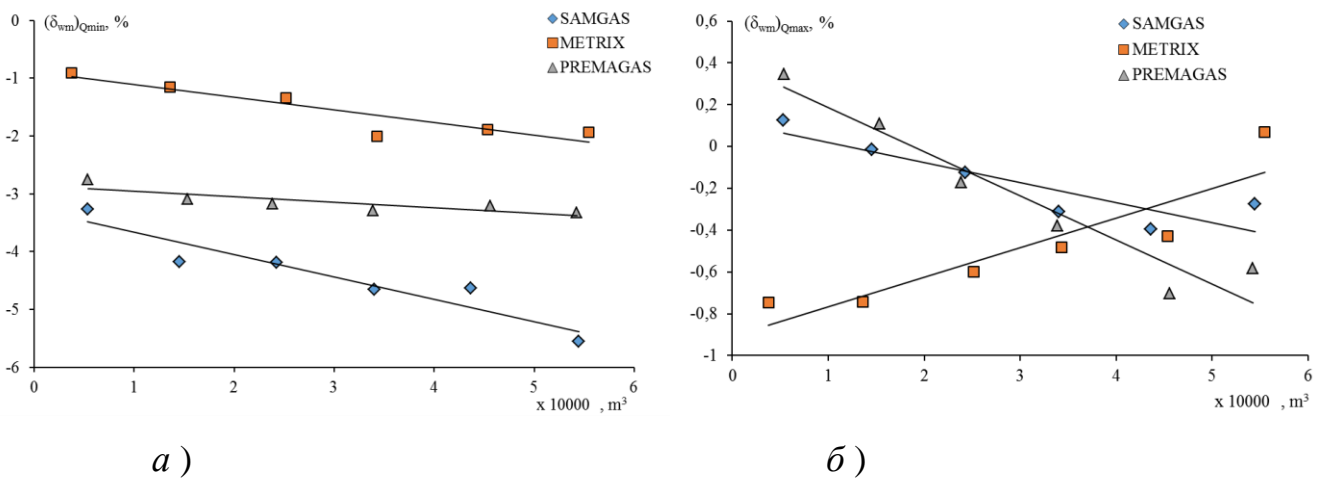 (δwm)Qmin, %
SAMGAS
METRIX
PREMAGAS
0
-1
-2
-3
-4
-5
-6
0 1 2 3 4 5 6
x 10000 , m³
а )
(δwm)Qmax, %
SAMGAS
METRIX
PREMAGAS
0,6
0,4
0,2
0
-0,2
-0,4
-0,6
-0,8
-1
0 1 2 3 4 5 6
x 10000 , m³
б )